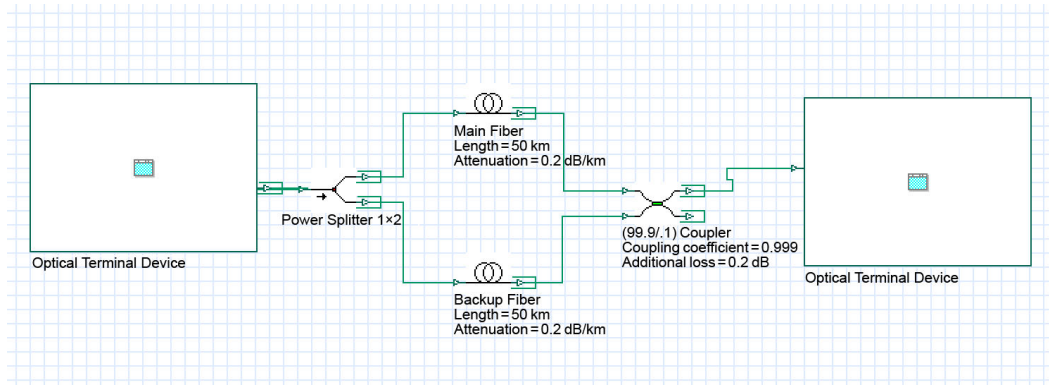 Main Fiber
Length = 50 km
Attenuation = 0.2 dB/km
Power Splitter 1×2
Optical Terminal Device
(99.9/.1) Coupler
Coupling coefficient = 0.999
Additional loss = 0.2 dB
Optical Terminal Device
Backup Fiber
Length = 50 km
Attenuation = 0.2 dB/km